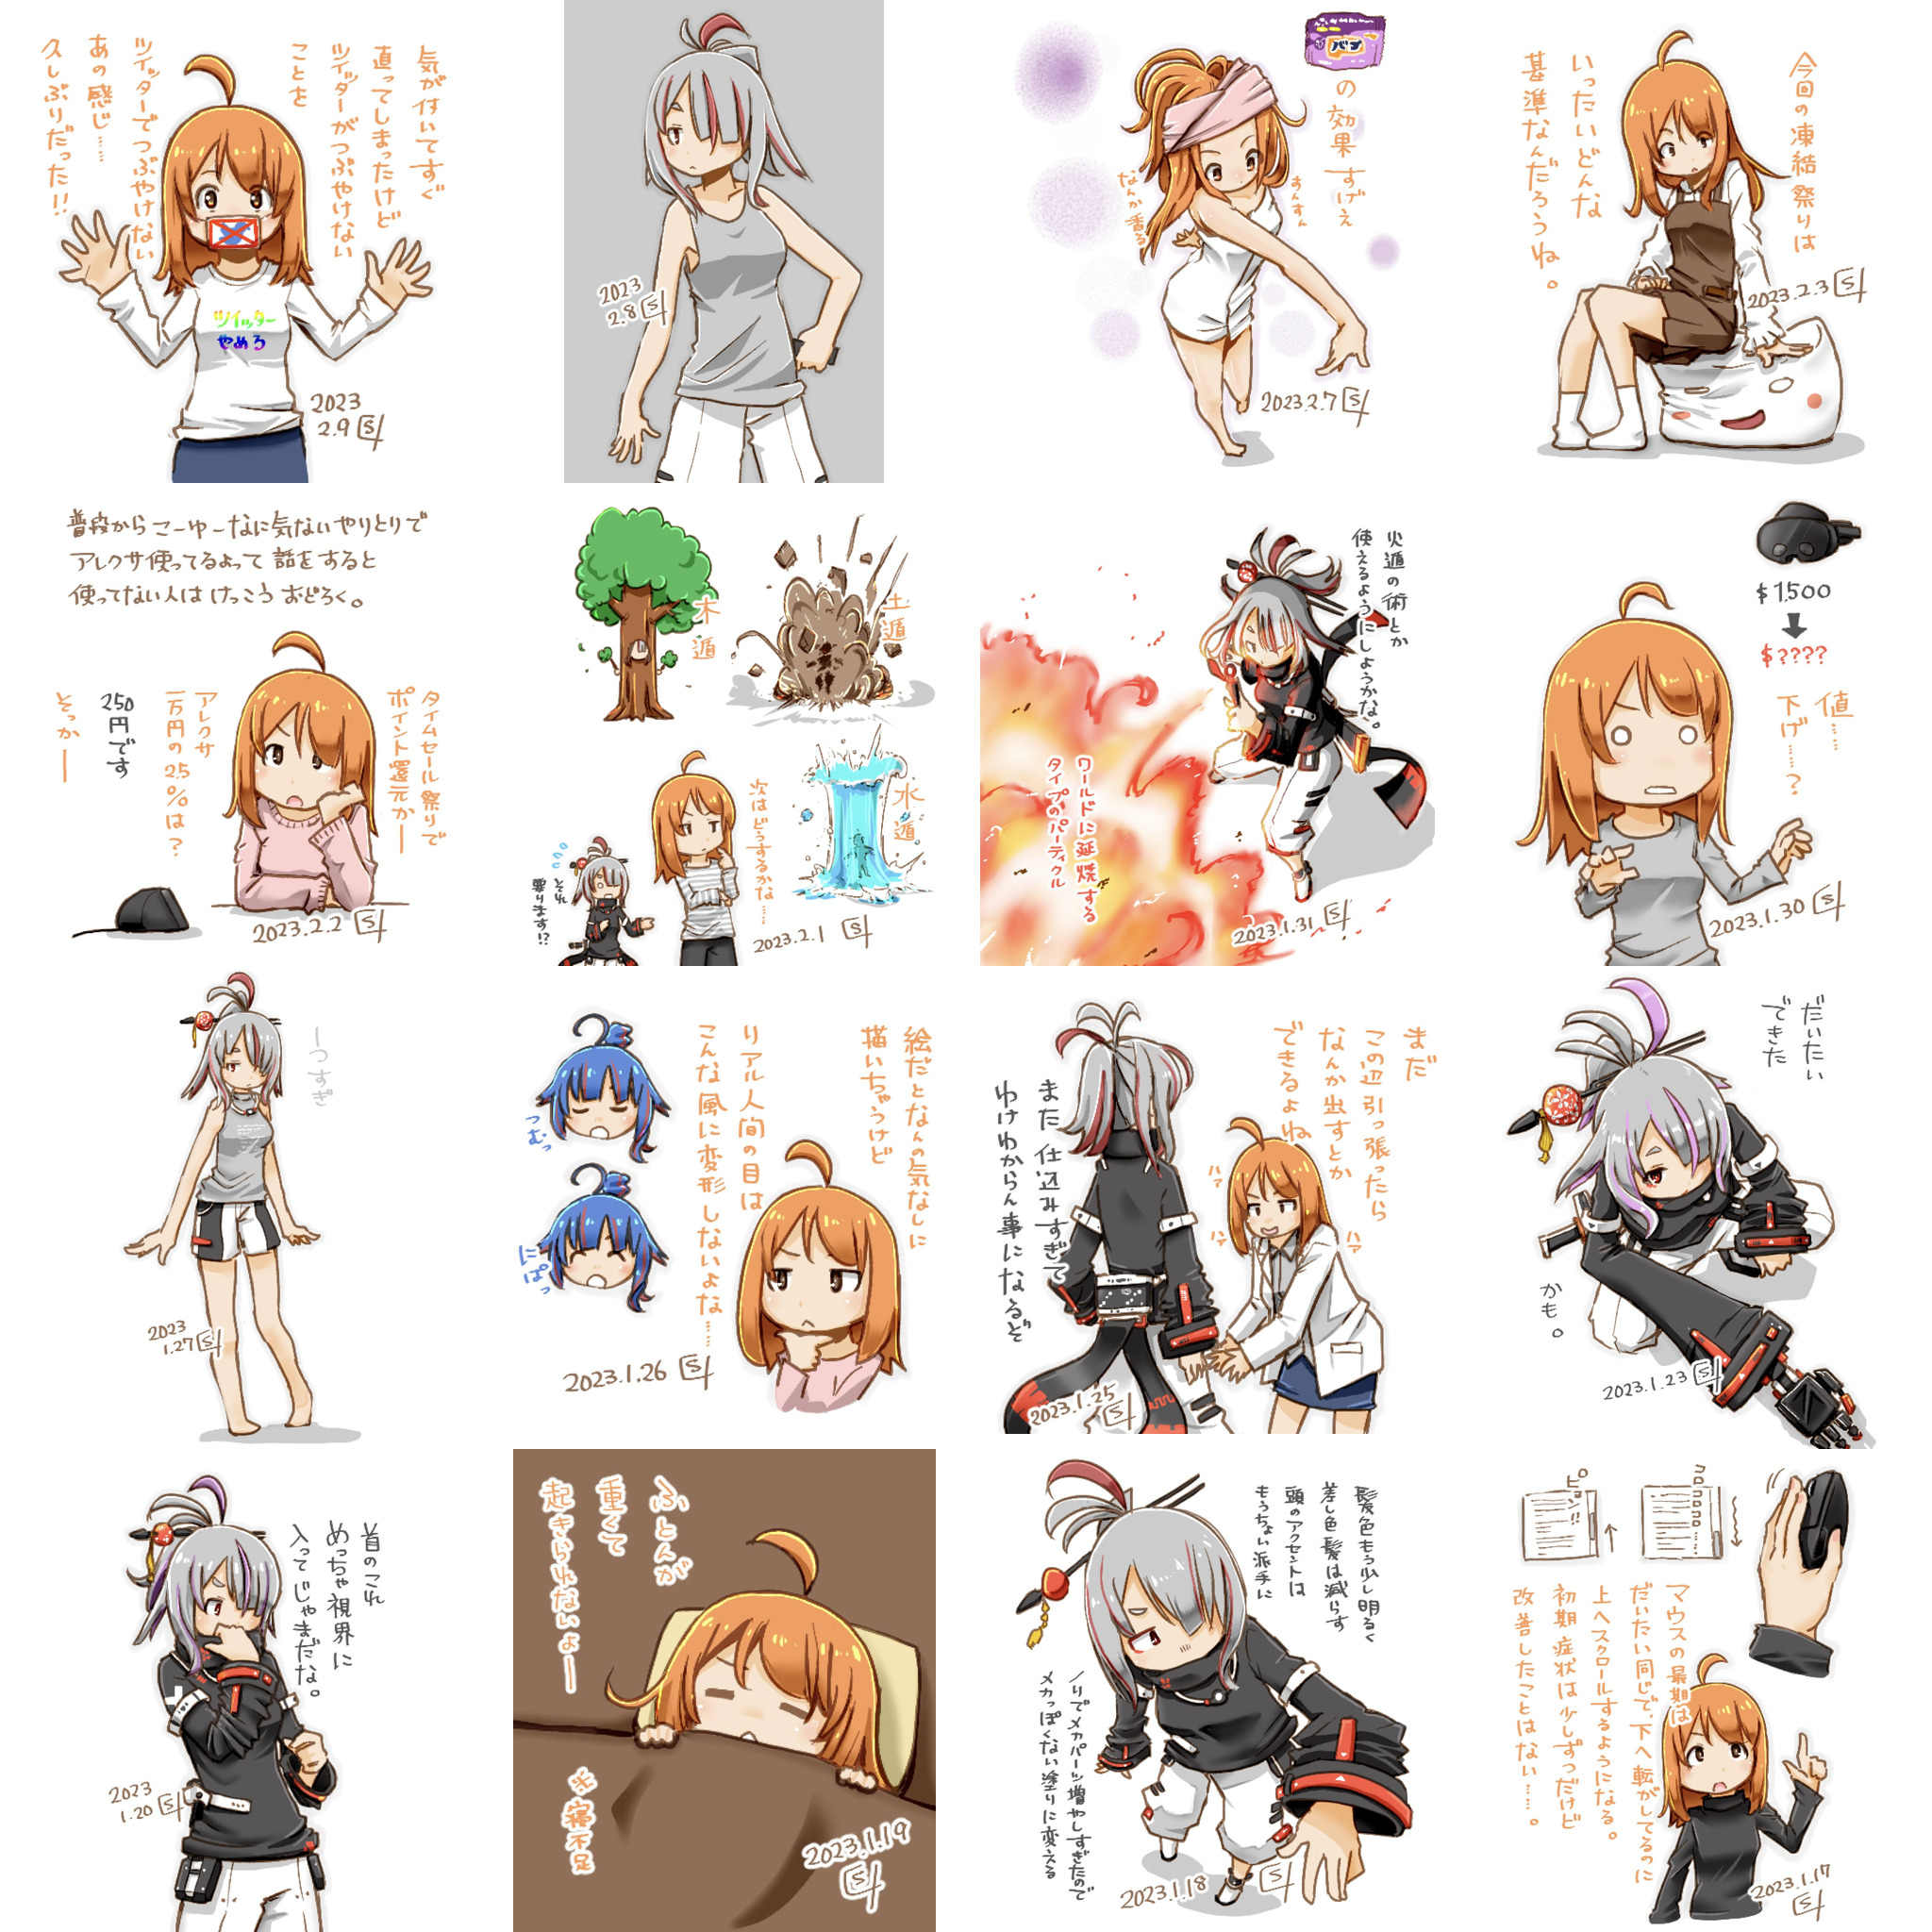 気が付いてすぐ
直ってしまったけど
ツイッターがつぶやけない
ことを
ツイッターでつぶやけない
あの感じ……
久しぶりだった!!
ツイッター
やめろ
2023
2.9
2023
2.8
バブ
の効果すげえ
すんすん
なんか香る
2023.2.7
今回の凍結祭りは
いったいどんな
基準なんだろうね。
2023.2.3
普段からこーゆーなに気ないやりとりで
アレクサ使ってるよって話をすると
使ってない人はけっこうおどろく。
タイムセール祭りで
ポイント還元かー
アレクサ
一万円の2.5%は?
250
円です
そっかー
2023.2.2
木遁
土遁
水遁
次はどうするかな……
それ
要ります!?
2023.2.1
火遁の術とか
使えるようにしようかな。
ワールドに延焼する
タイプのパーティクル
2023.1.31
$1,500
$????
値……
下げ……?
2023.1.30
一つすぎ
2023
1.27
絵だとなんの気なしに
描いちゃうけど
リアル人間の目は
こんな風に変形しないよな……
つむっ
にぱっ
2023.1.26
まだ
この辺引っ張ったら
なんか出すとか
できるよね
ハァ
ハァ
ハァ
また仕込みすぎて
わけわからん事になるぞ
2023.1.25
だいたい
できた
かも。
2023.1.23
首のこれ
めっちゃ視界に
入ってじゃまだな。
2023
1.20
ふとんが
重くて
起きられないよー
※寝不足
2023.1.19
髪色もう少し明るく
差し色髪は減らす
頭のアクセントは
もうちょい派手に
ノリでメカパーツ増やしすぎたので
メカっぽくない塗りに変える
2023.1.18
ピョン!!
マウスの最期は
だいたい同じで、下へ転がしてるのに
上へスクロールするようになる。
初期症状は少しずつだけど
改善したことはない……。
2023.1.17